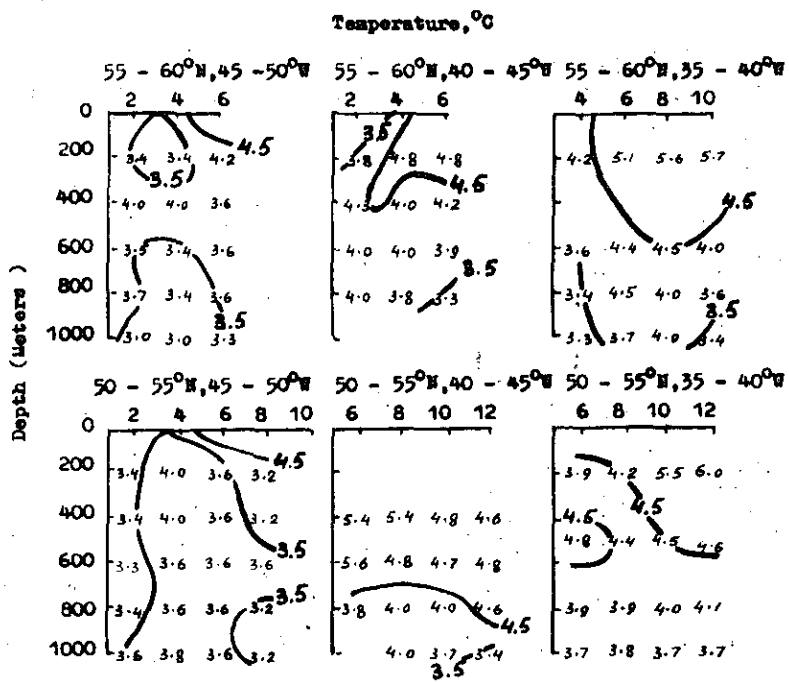 Temperature, °C
55 - 60°N, 45 - 50°W 55 - 60°N, 40 - 45°W 55 - 60°N, 35 - 40°W
2 4 6 2 4 6 4 6 8 10
0
3.5
200 3.4 3.4 4.2 4.5 3.8 4.8 4.8 4.2 5.1 5.6 5.7
3.5 4.5
400 4.0 4.0 3.6 4.3 4.0 4.2 4.5
600 3.5 3.4 3.6 4.0 4.0 3.9 3.6 4.4 4.5 4.0
3.5
800 3.7 3.4 3.6 4.0 3.8 3.3 3.4 4.5 4.0 3.6
3.5 3.5
1000 3.0 3.0 3.3 3.3 3.7 4.0 3.4
Depth (Meters)
50 - 55°N, 45 - 50°W 50 - 55°N, 40 - 45°W 50 - 55°N, 35 - 40°W
2 4 6 8 10 6 8 10 12 6 8 10 12
0
4.5
200 3.4 4.0 3.6 3.2 3.9 4.2 5.5 6.0
4.5
400 3.4 4.0 3.6 3.2 5.4 5.4 4.8 4.6 4.5
3.5 4.8 4.4 4.5 4.6
600 3.3 3.6 3.6 3.6 5.6 4.8 4.7 4.8
3.5
800 3.4 3.6 3.6 3.2 3.8 4.0 4.0 4.6 3.9 3.9 4.0 4.1
4.5
1000 3.6 3.8 3.6 3.2 4.0 3.7 3.4 3.7 3.8 3.7 3.7
3.5